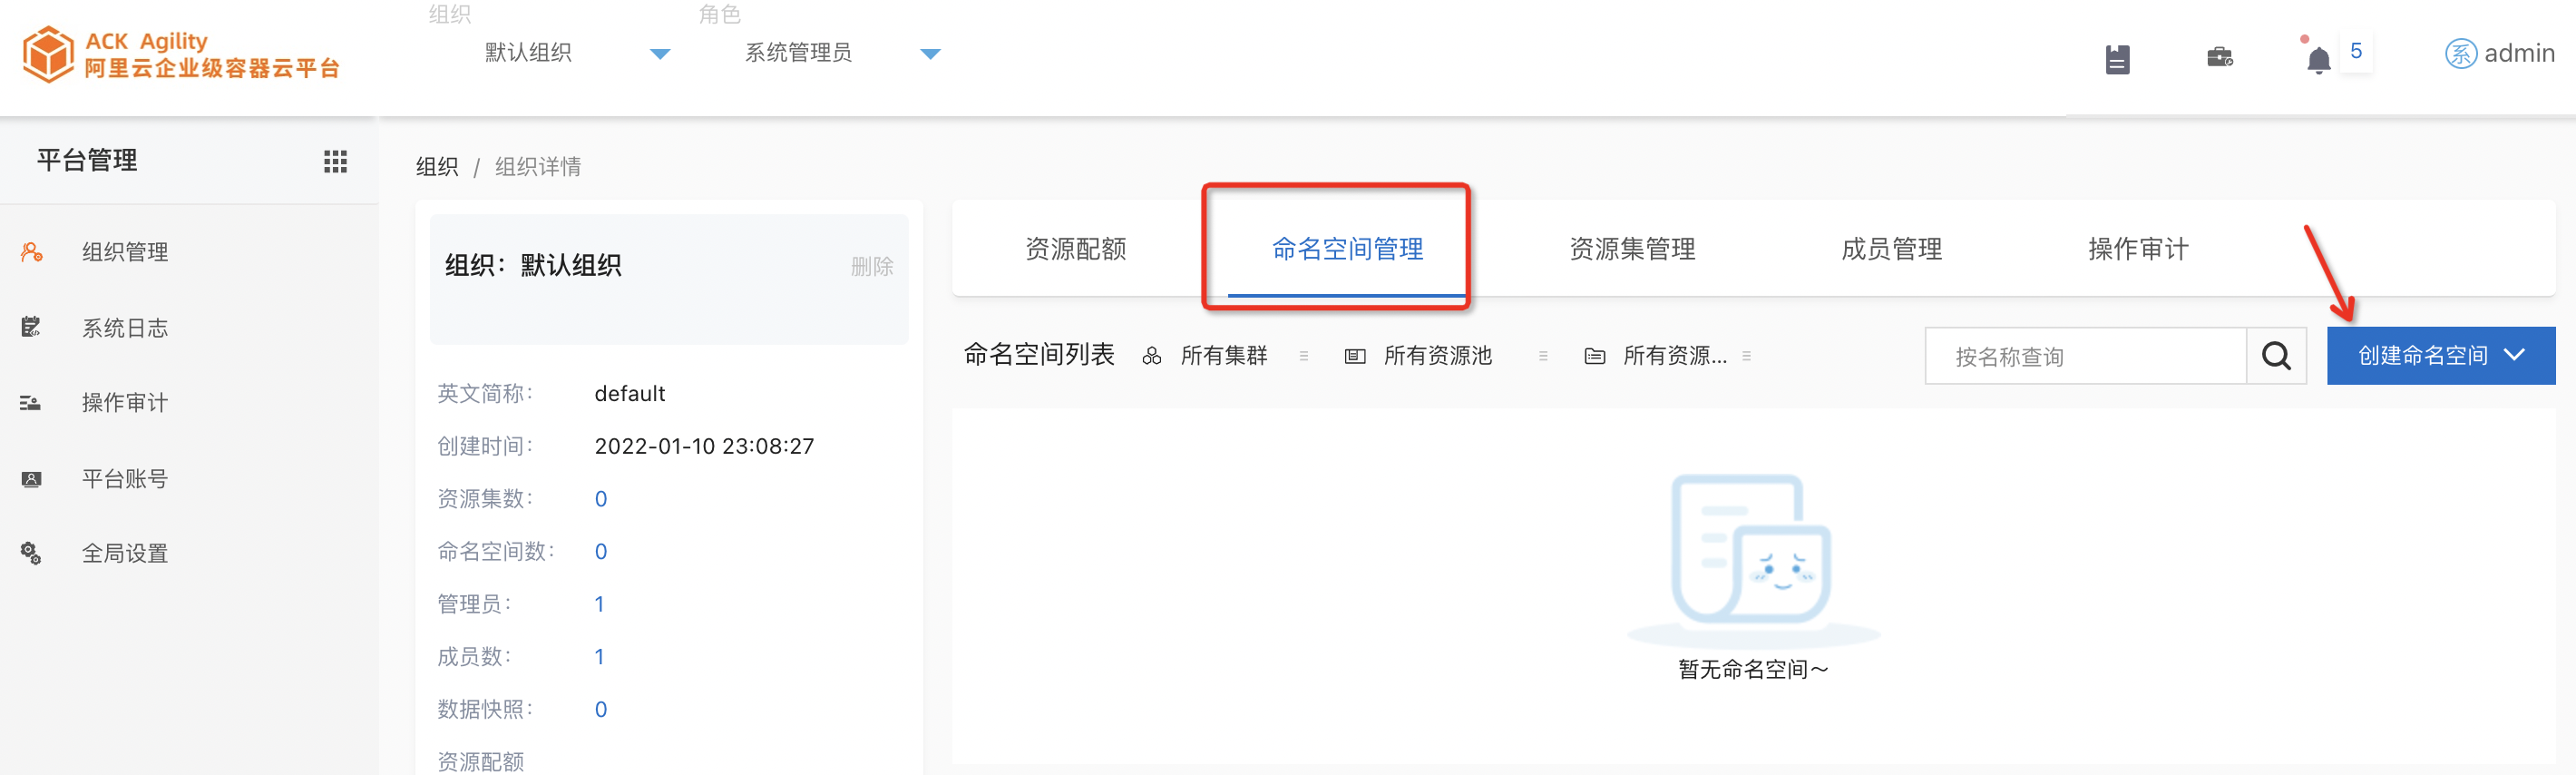 组织
角色
ACK Agility
阿里云企业级容器云平台
默认组织
系统管理员
5
系 admin
平台管理
组织管理
系统日志
操作审计
平台账号
全局设置
组织 / 组织详情
组织：默认组织
删除
英文简称： default
创建时间： 2022-01-10 23:08:27
资源集数： 0
命名空间数： 0
管理员： 1
成员数： 1
数据快照： 0
资源配额
资源配额 命名空间管理 资源集管理 成员管理 操作审计
命名空间列表 所有集群 所有资源池 所有资源... 按名称查询 创建命名空间
暂无命名空间～